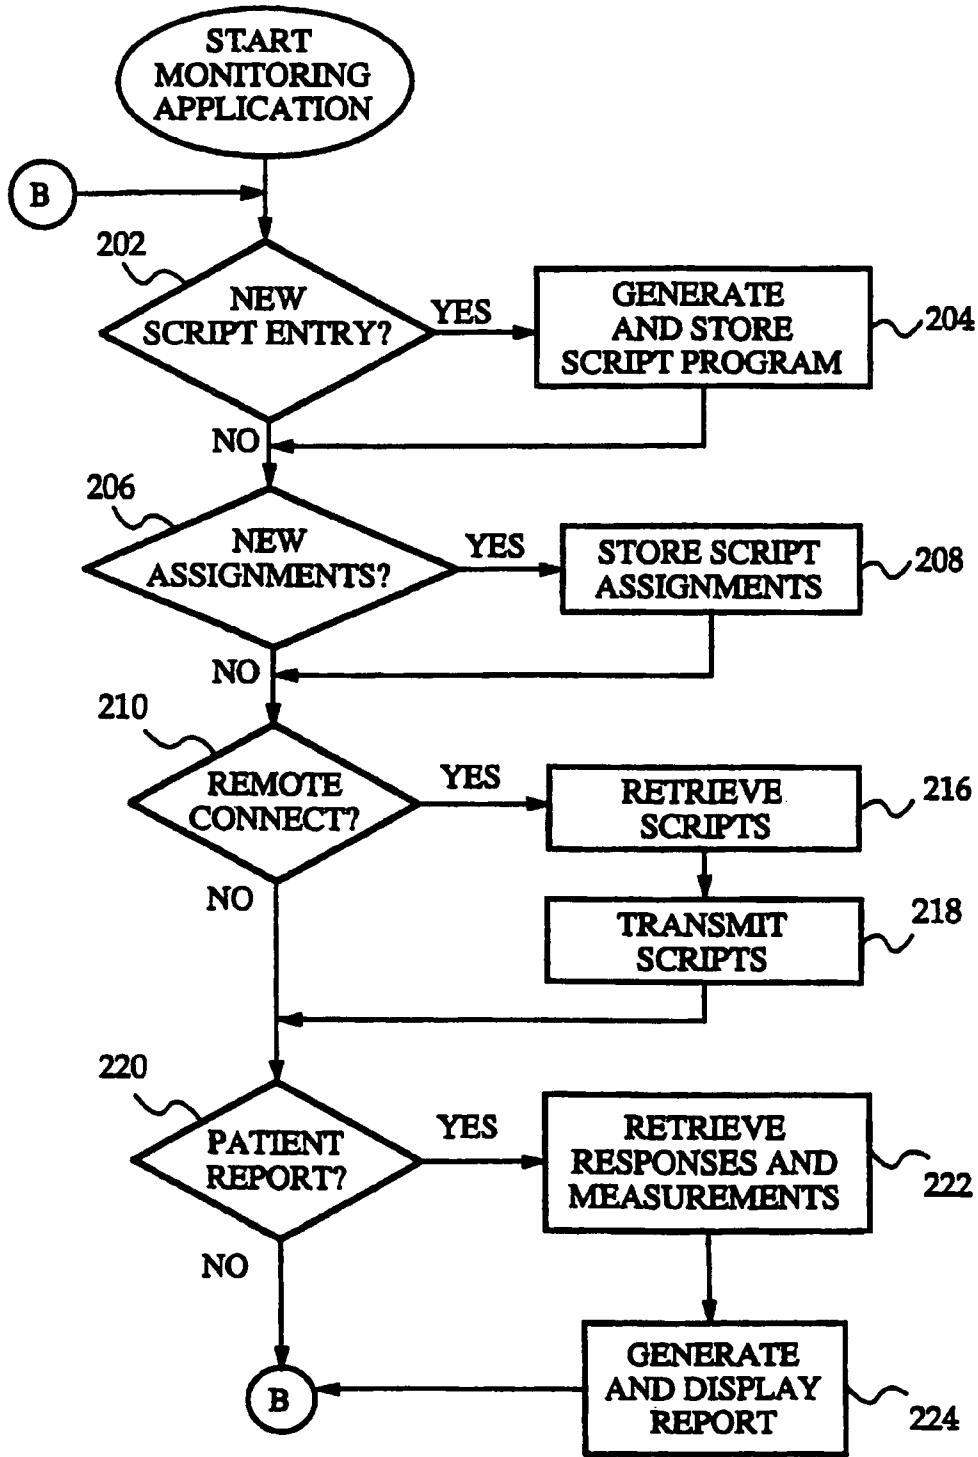 START
MONITORING
APPLICATION
B
202
NEW
SCRIPT ENTRY?
YES
GENERATE
AND STORE
SCRIPT PROGRAM
204
NO
206
NEW
ASSIGNMENTS?
YES
STORE SCRIPT
ASSIGNMENTS
208
NO
210
REMOTE
CONNECT?
YES
RETRIEVE
SCRIPTS
216
NO
TRANSMIT
SCRIPTS
218
220
PATIENT
REPORT?
YES
RETRIEVE
RESPONSES AND
MEASUREMENTS
222
NO
B
GENERATE
AND DISPLAY
REPORT
224